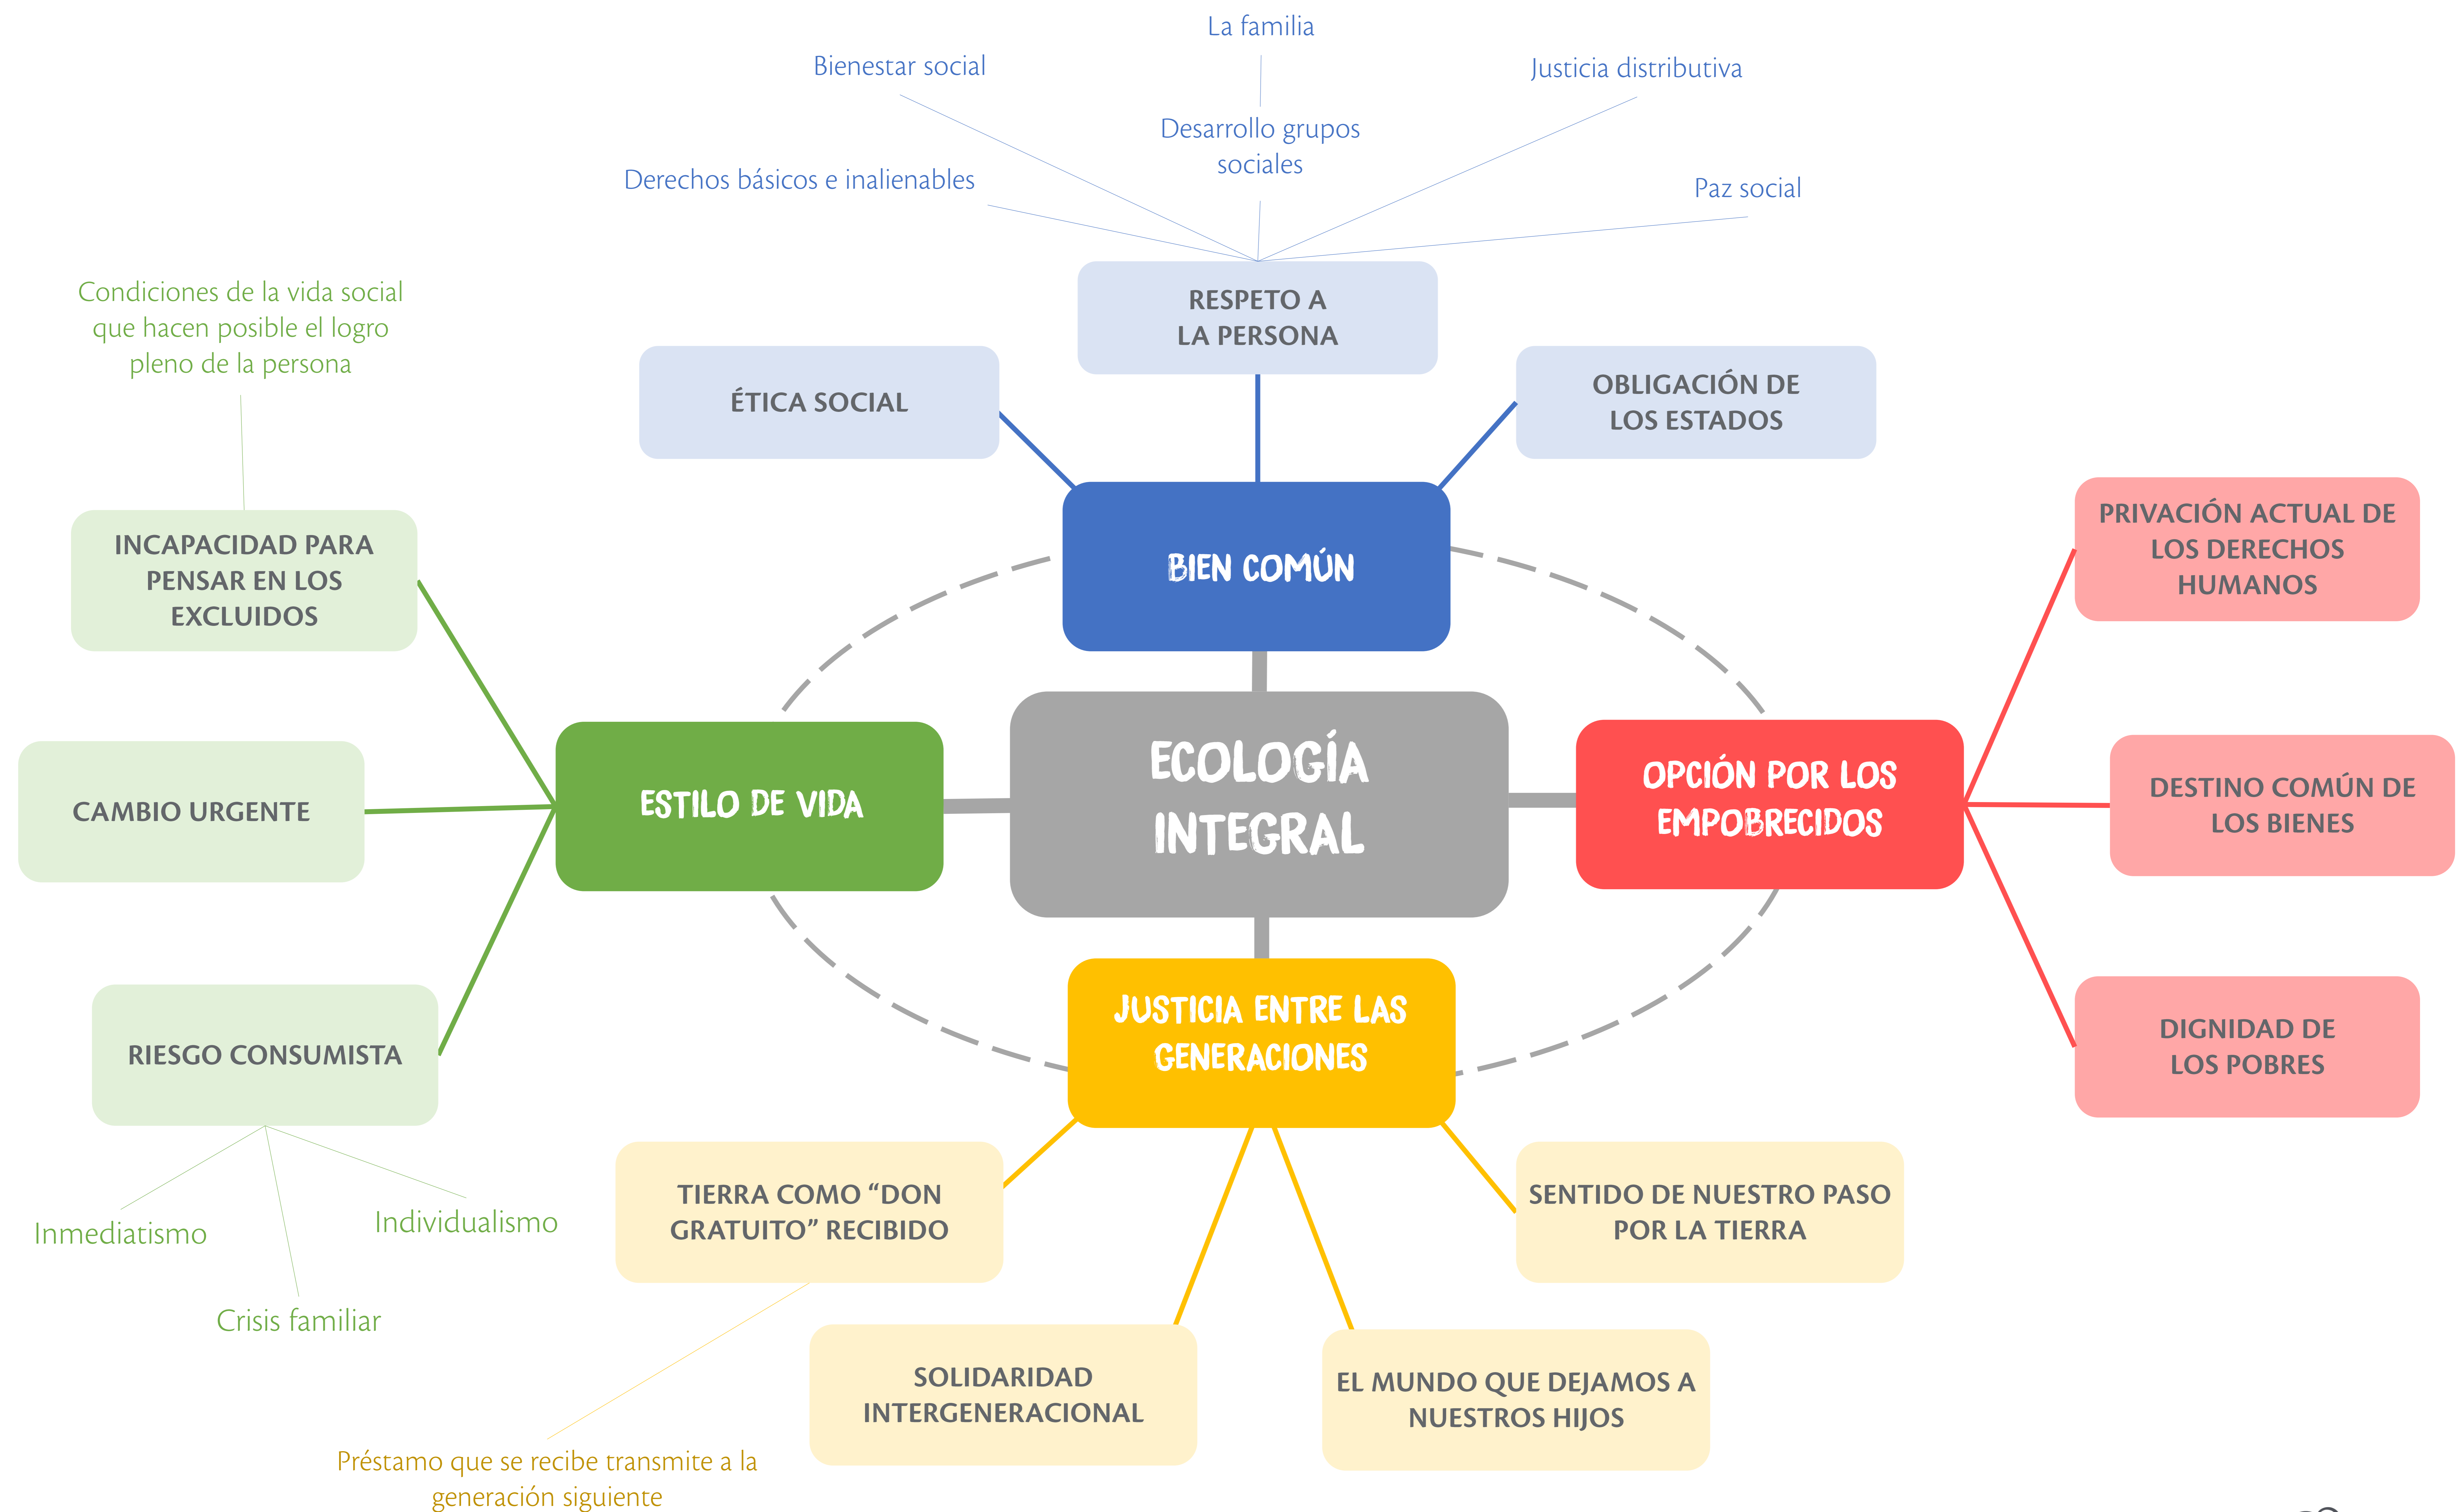 La familia
Bienestar social
Justicia distributiva
Desarrollo grupos
sociales
Derechos básicos e inalienables
Paz social
Condiciones de la vida social
que hacen posible el logro
pleno de la persona
RESPETO A
LA PERSONA
ÉTICA SOCIAL
OBLIGACIÓN DE
LOS ESTADOS
INCAPACIDAD PARA
PENSAR EN LOS
EXCLUIDOS
BIEN COMÚN
PRIVACIÓN ACTUAL DE
LOS DERECHOS
HUMANOS
CAMBIO URGENTE
ESTILO DE VIDA
ECOLOGÍA
INTEGRAL
OPCIÓN POR LOS
EMPOBRECIDOS
DESTINO COMÚN DE
LOS BIENES
RIESGO CONSUMISTA
JUSTICIA ENTRE LAS
GENERACIONES
DIGNIDAD DE
LOS POBRES
Inmediatismo
Individualismo
Crisis familiar
TIERRA COMO “DON
GRATUITO” RECIBIDO
SENTIDO DE NUESTRO PASO
POR LA TIERRA
SOLIDARIDAD
INTERGENERACIONAL
EL MUNDO QUE DEJAMOS A
NUESTROS HIJOS
Préstamo que se recibe transmite a la
generación siguiente